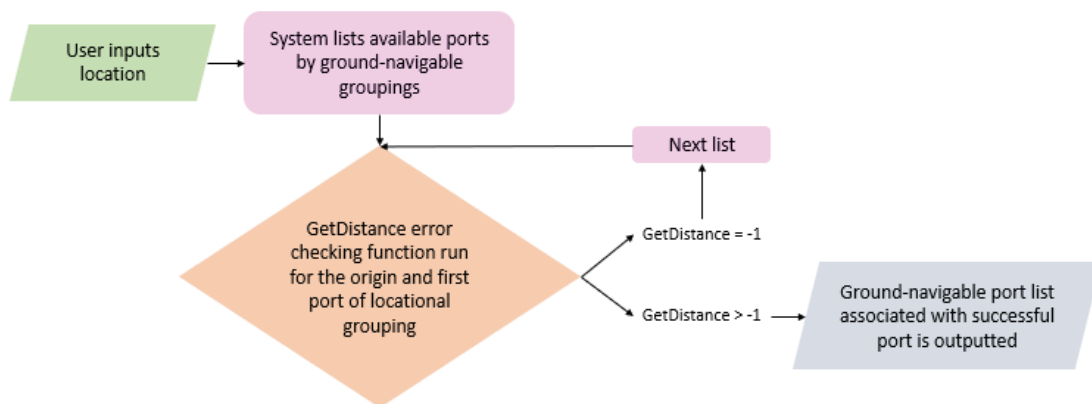 User inputs
location
System lists available ports
by ground-navigable
groupings
Next list
GetDistance error
checking function run
for the origin and first
port of locational
grouping
GetDistance = -1
GetDistance > -1
Ground-navigable port list
associated with successful
port is outputted